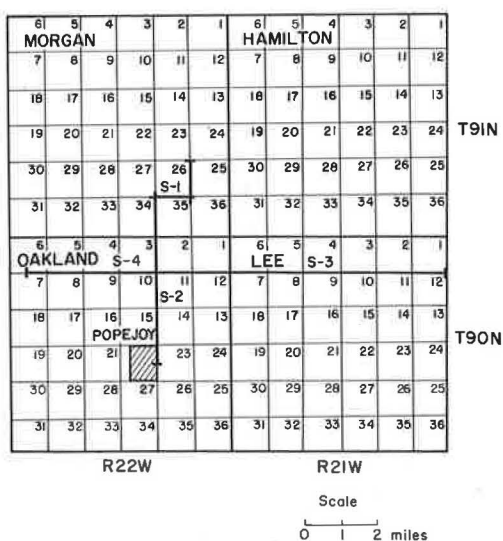 6 5 4 3 2 1 6 5 4 3 2 1
MORGAN HAMILTON
7 8 9 10 11 12 7 8 9 10 11 12
18 17 16 15 14 13 18 17 16 15 14 13
19 20 21 22 23 24 19 20 21 22 23 24 T91N
30 29 28 27 26 25 30 29 28 27 26 25
S-1
31 32 33 34 35 36 31 32 33 34 35 36
6 5 4 3 2 1 6 5 4 3 2 1
OAKLAND S-4 LEE S-3
7 8 9 10 11 12 7 8 9 10 11 12
S-2
18 17 16 15 14 13 18 17 16 15 14 13
POPEJOY T90N
19 20 21 23 24 19 20 21 22 23 24
30 29 28 27 26 25 30 29 28 27 26 25
31 32 33 34 35 36 31 32 33 34 35 36
R22W R21W
Scale
0 1 2 miles